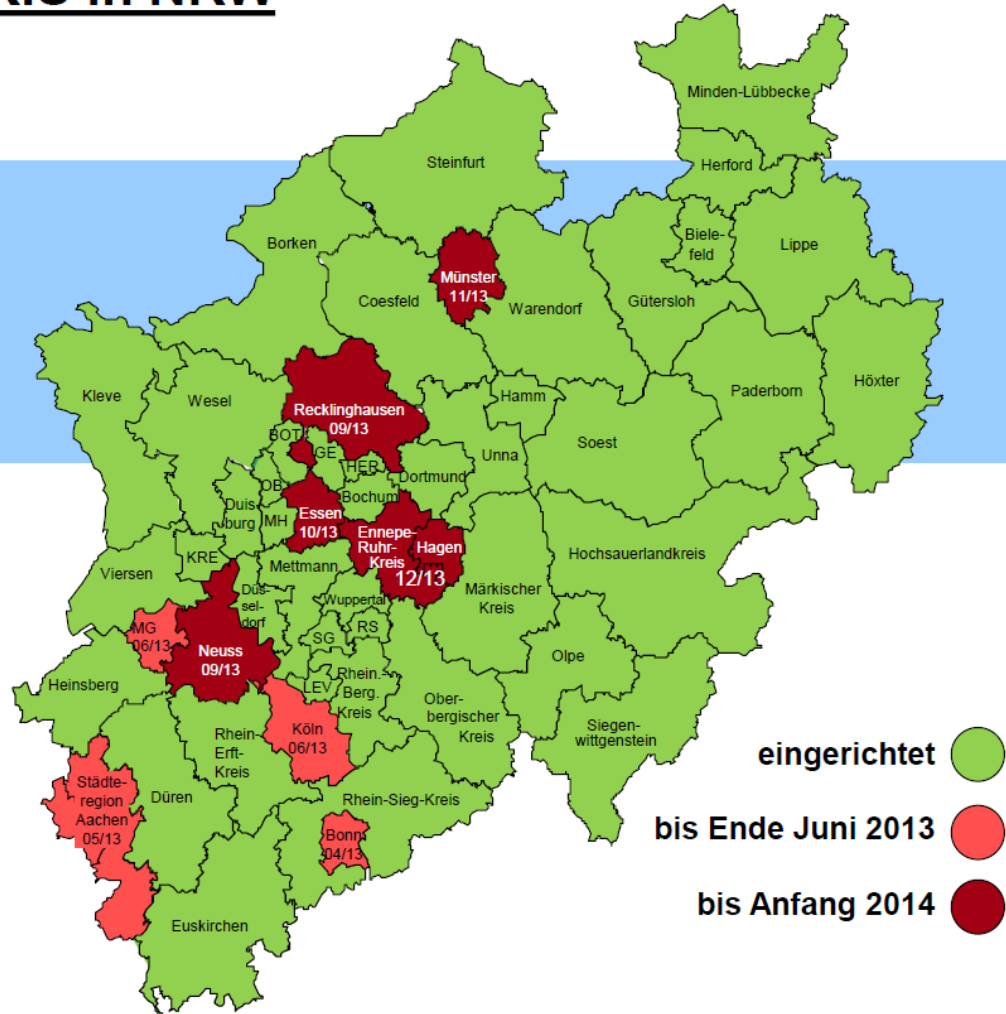 in NRW
Minden-Lübbecke
Steinfurt
Herford
Borken
Biele-
feld
Lippe
Münster
11/13
Coesfeld
Warendorf
Gütersloh
Kleve
Wesel
Recklinghausen
09/13
Hamm
Paderborn
Höxter
BOT
GE
HER
Dortmund
Unna
Soest
OB
Bochum
Duis-
burg
MH
Essen
10/13
Ennepe-
Ruhr-
Kreis
Hagen
12/13
Hochsauerlandkreis
KRE
Viersen
Mettmann
Düs-
sel-
dorf
Wuppertal
Märkischer
Kreis
MG
06/13
SG
RS
Neuss
09/13
Olpe
Heinsberg
LEV
Rhein.-
Berg.
Kreis
Ober-
bergischer
Kreis
Siegen-
wittgenstein
Rhein-
Erft-
Kreis
Köln
06/13
Städte-
region
Aachen
05/13
Düren
Rhein-Sieg-Kreis
Bonn
04/13
Euskirchen
eingerichtet
bis Ende Juni 2013
bis Anfang 2014